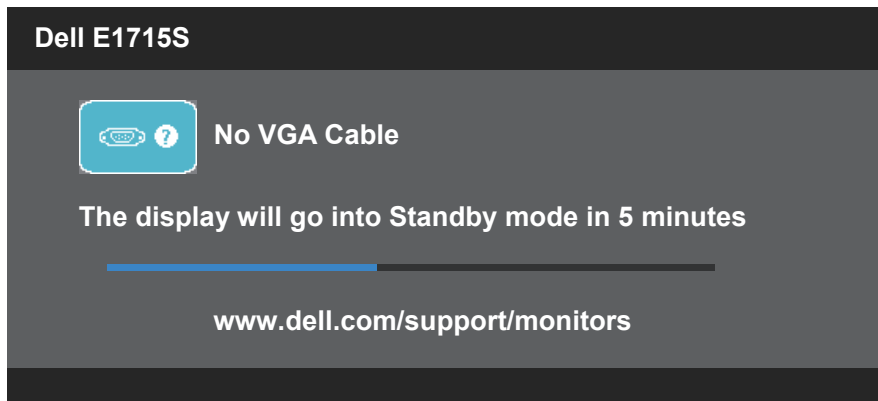 Dell E1715S
No VGA Cable
The display will go into Standby mode in 5 minutes
www.dell.com/support/monitors